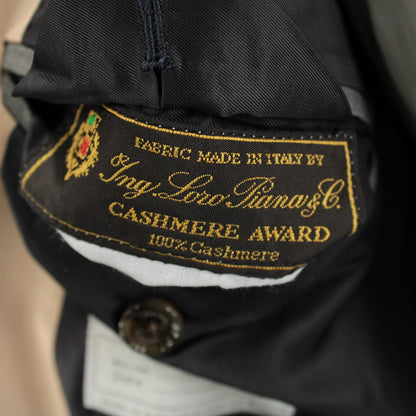 FABRIC MADE IN ITALY BY
Ing Loro Piana & C.
CASHMERE AWARD
100% Cashmere